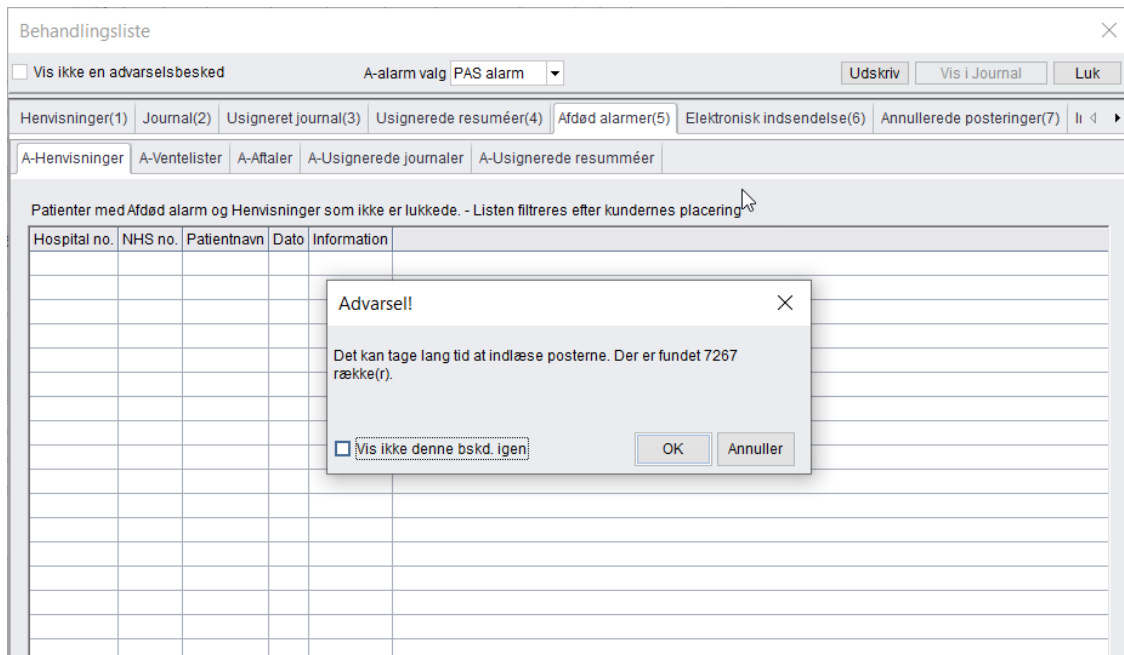 Behandlingsliste
Vis ikke en advarselsbesked A-alarm valg PAS alarm Udskriv Vis i Journal Luk
Henvisninger(1) Journal(2) Usigneret journal(3) Usignerede resuméer(4) Afdød alarmer(5) Elektronisk indsendelse(6) Annullerede posteringer(7)
A-Henvisninger A-Ventelister A-Aftaler A-Usignerede journaler A-Usignerede resumméer
Patienter med Afdød alarm og Henvisninger som ikke er lukkede. - Listen filtreres efter kundernes placering
Hospital no. NHS no. Patientnavn Dato Information
Advarsel!
Det kan tage lang tid at indlæse posterne. Der er fundet 7267
række(r).
Vis ikke denne bskd. igen OK Annuller